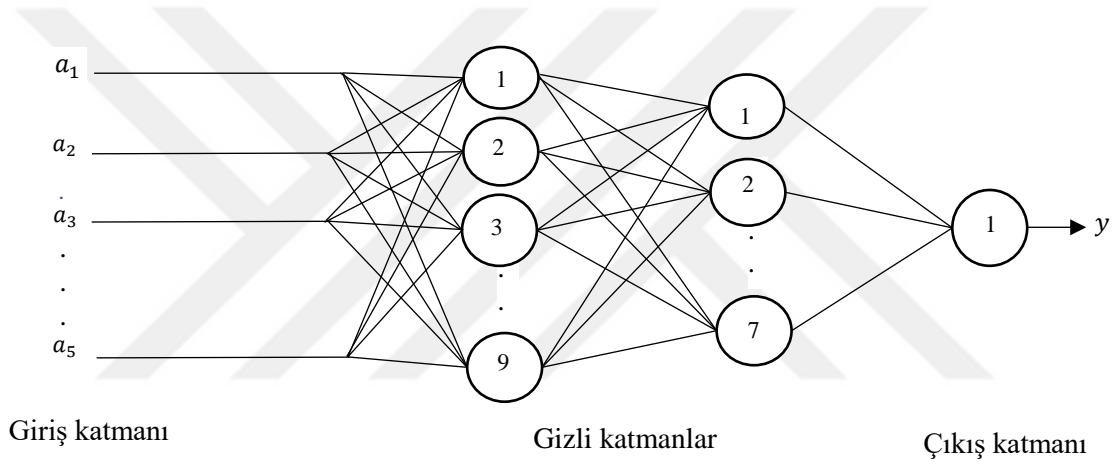 a₁
a₂
.
a₃
.
.
.
a₅
1
2
3
.
.
9
1
2
.
.
7
1
y
Giriş katmanı
Gizli katmanlar
Çıkış katmanı